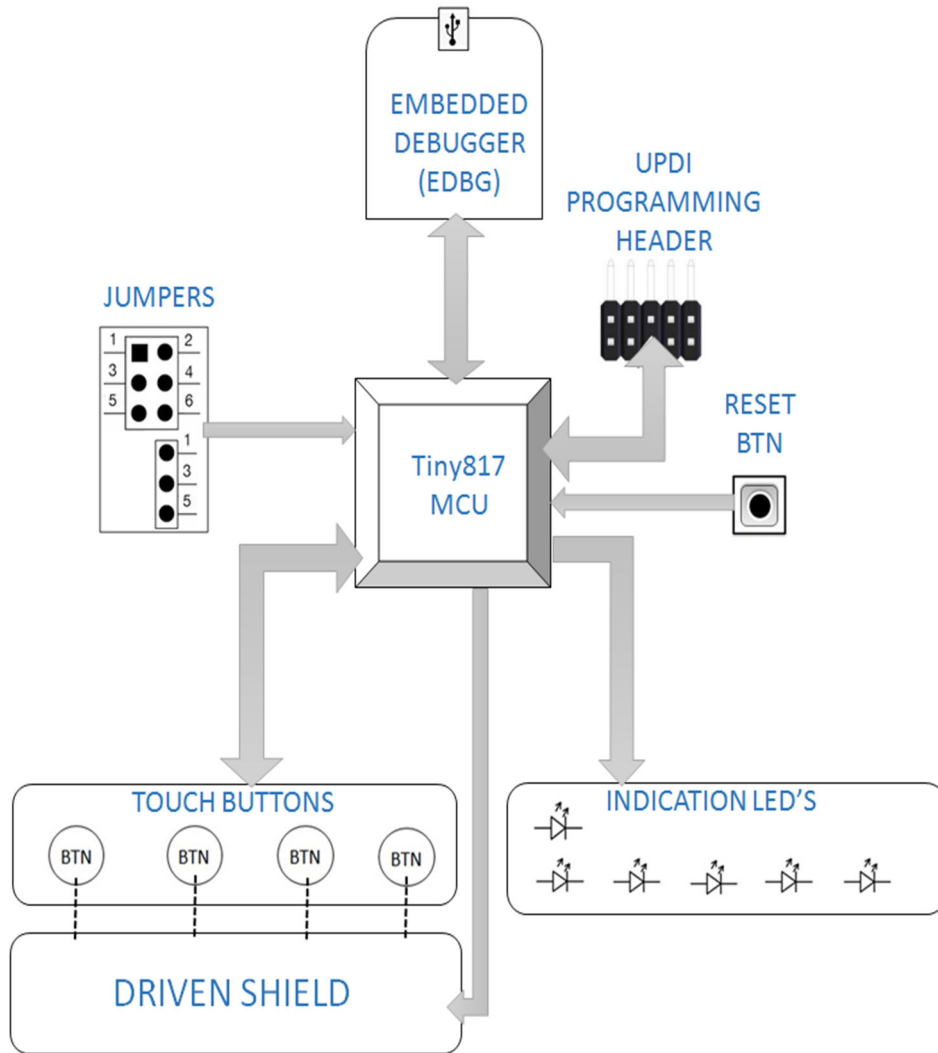 EMBEDDED
DEBUGGER
(EDBG)
UPDI
PROGRAMMING
HEADER
JUMPERS
1 2
3 4
5 6
1
3
5
RESET
BTN
Tiny817
MCU
TOUCH BUTTONS
BTN BTN BTN BTN
INDICATION LED'S
DRIVEN SHIELD